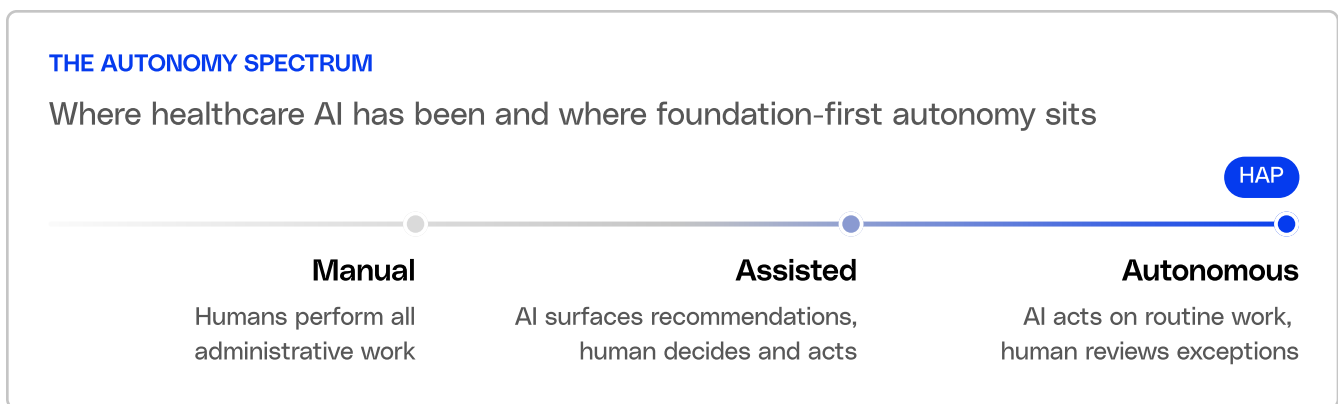 THE AUTONOMY SPECTRUM
Where healthcare AI has been and where foundation-first autonomy sits
HAP
Manual
Humans perform all
administrative work
Assisted
AI surfaces recommendations,
human decides and acts
Autonomous
AI acts on routine work,
human reviews exceptions